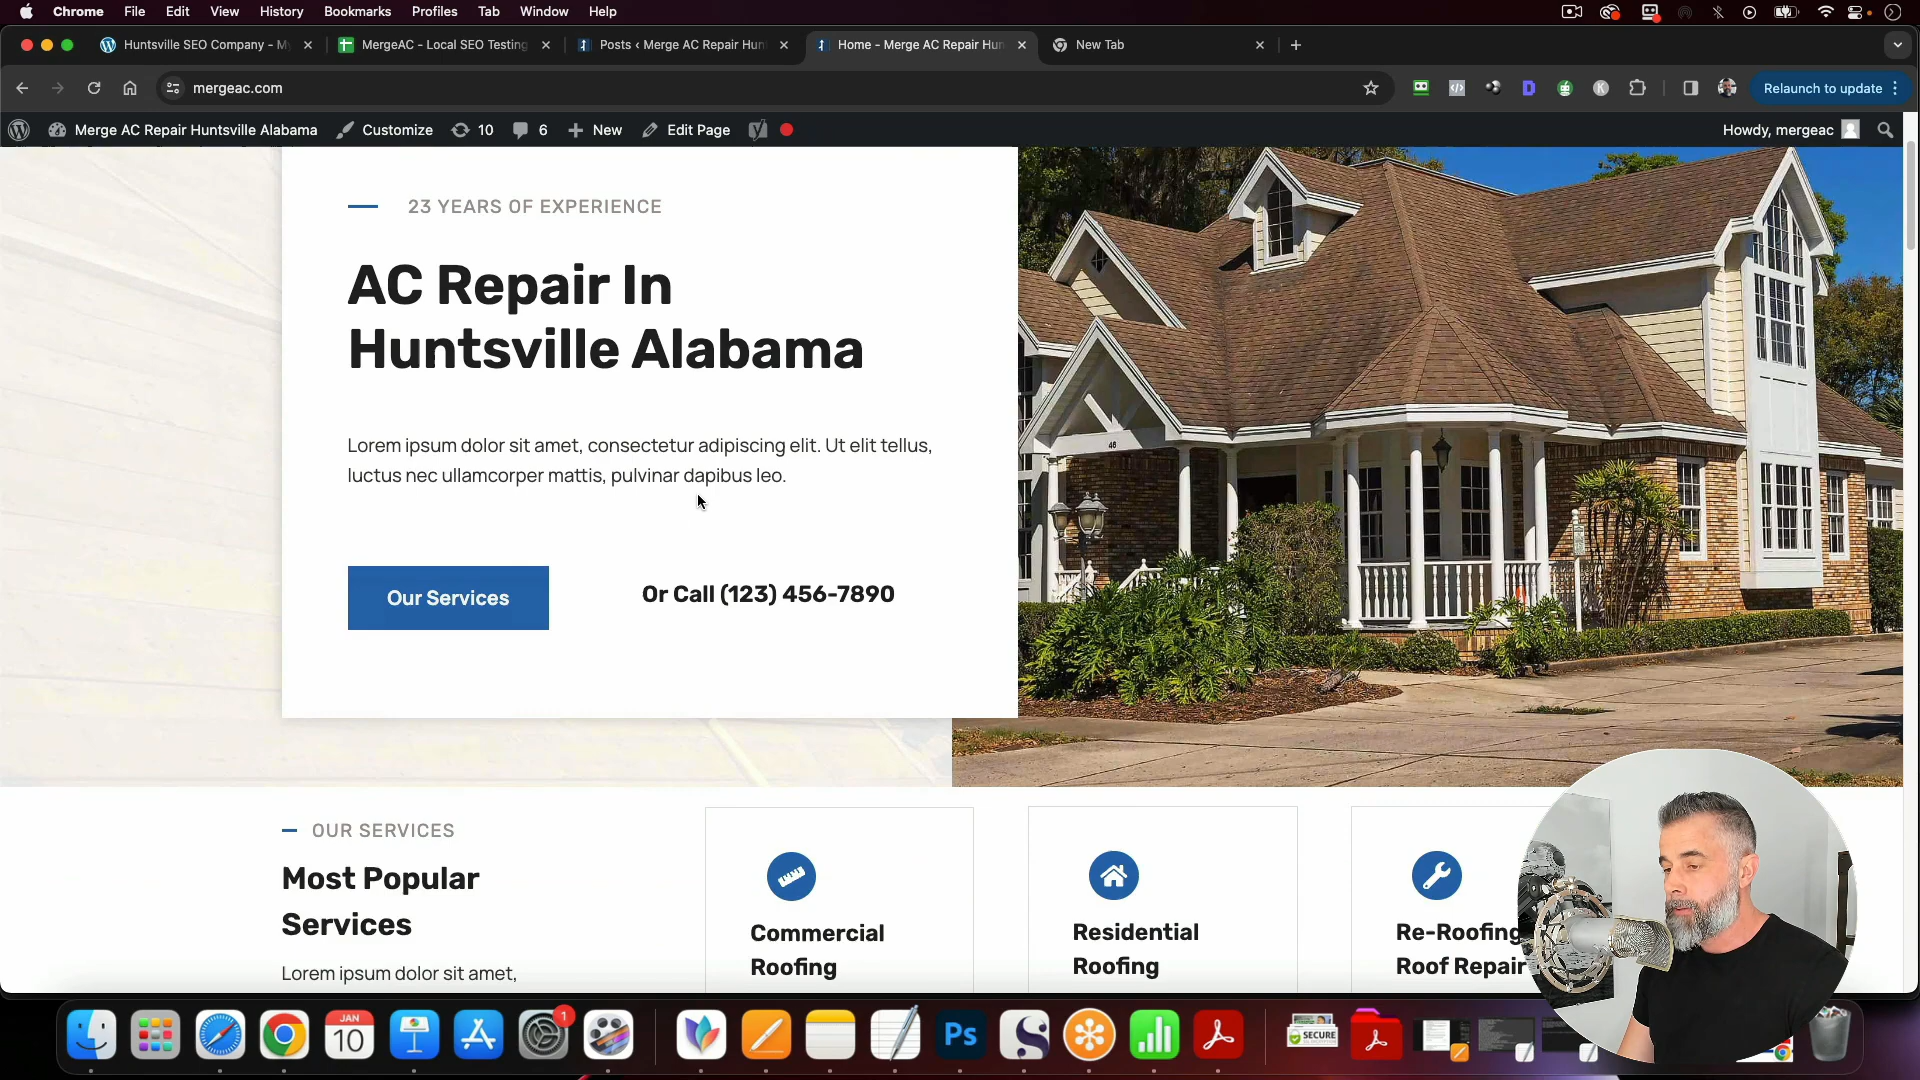 Chrome File Edit View History Bookmarks Profiles Tab Window Help
Huntsville SEO Company - My
MergeAC - Local SEO Testing
Posts ‹ Merge AC Repair Hun
Home - Merge AC Repair Hun
New Tab
mergeac.com
Relaunch to update
Merge AC Repair Huntsville Alabama
Customize
10
6
New
Edit Page
Howdy, mergeac
23 YEARS OF EXPERIENCE
AC Repair In
Huntsville Alabama
Lorem ipsum dolor sit amet, consectetur adipiscing elit. Ut elit tellus,
luctus nec ullamcorper mattis, pulvinar dapibus leo.
Our Services
Or Call (123) 456-7890
46
OUR SERVICES
Most Popular
Services
Lorem ipsum dolor sit amet,
Commercial
Roofing
Residential
Roofing
Re-Roofing
Roof Repair
JAN
10
1
Ps
SECURE